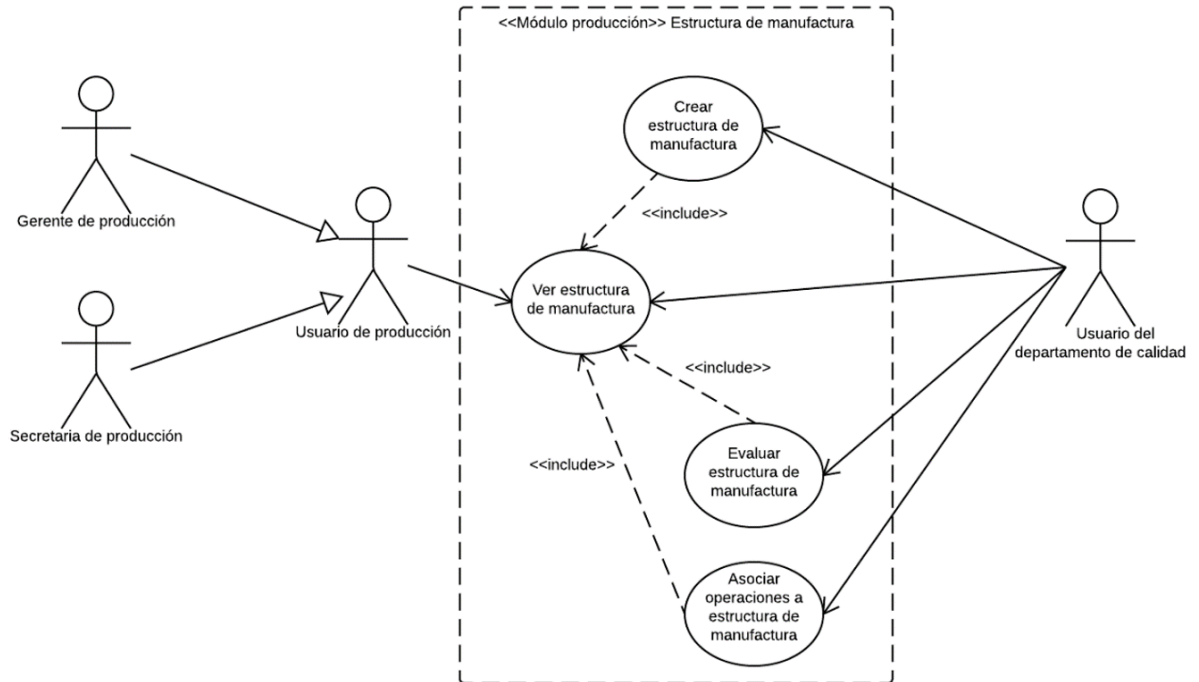 <<Módulo producción>> Estructura de manufactura
Crear
estructura de
manufactura
<<include>>
Gerente de producción
Ver estructura
de manufactura
Usuario de producción
Usuario del
departamento de calidad
<<include>>
Secretaria de producción
Evaluar
estructura de
manufactura
<<include>>
Asociar
operaciones a
estructura de
manufactura